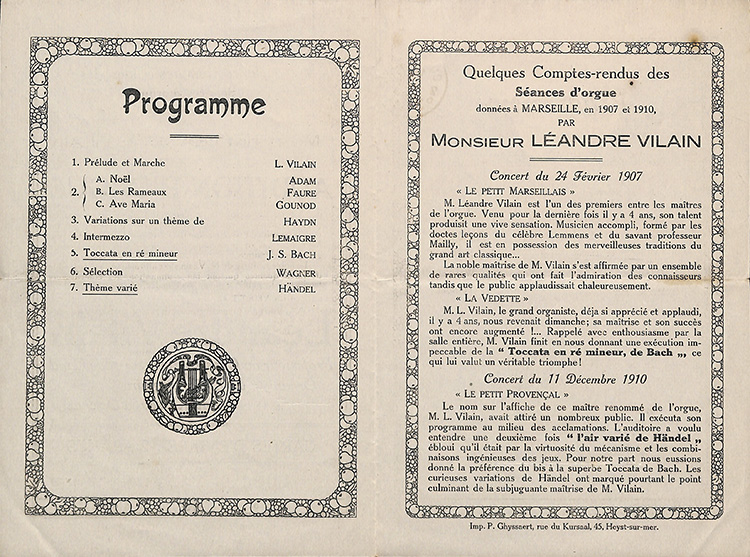 Programme
1. Prélude et Marche L. VILAIN
2. A. Noël ADAM
B. Les Rameaux FAURE
C. Ave Maria GOUNOD
3. Variations sur un thème de HAYDN
4. Intermezzo LEMAIGRE
5. Toccata en ré mineur J. S. BACH
6. Sélection WAGNER
7. Thème varié HÄNDEL
Quelques Comptes-rendus des
Séances d'orgue
données à MARSEILLE, en 1907 et 1910,
PAR
MONSIEUR LÉANDRE VILAIN
Concert du 24 Février 1907
« LE PETIT MARSEILLAIS »
M. Léandre Vilain est l'un des premiers entre les maîtres
de l'orgue. Venu pour la dernière fois il y a 4 ans, son talent
produisit une vive sensation. Musicien accompli, formé par les
doctes leçons du célèbre Lemmens et du savant professeur
Mailly, il est en possession des merveilleuses traditions du
grand art classique...
La noble maîtrise de M. Vilain s'est affirmée par un ensemble
de rares qualités qui ont fait l'admiration des connaisseurs
tandis que le public applaudissait chaleureusement.
« LA VEDETTE »
M. L. Vilain, le grand organiste, déja si apprécié et applaudi,
il y a 4 ans, nous revenait dimanche; sa maîtrise et son succès
ont encore augmenté !... Rappelé avec enthousiasme par la
salle entière, M. Vilain finit en nous donnant une exécution im-
peccable de la “ Toccata en ré mineur, de Bach „, ce
qui lui valut un véritable triomphe !
Concert du 11 Décembre 1910
« LE PETIT PROVENÇAL »
Le nom sur l'affiche de ce maître renommé de l'orgue,
M. L. Vilain, avait attiré un nombreux public. Il exécuta son
programme au milieu des acclamations. L'auditoire a voulu
entendre une deuxième fois “ l'air varié de Händel „
ébloui qu'il était par la virtuosité du mécanisme et les combi-
naisons ingénieuses des jeux. Pour notre part nous eussions
donné la préférence du bis à la superbe Toccata de Bach. Les
curieuses variations de Händel ont marqué pourtant le point
culminant de la subjuguante maîtrise de M. Vilain.
Imp. P. Ghyssaert, rue du Kursaal, 45, Heyst-sur-mer.